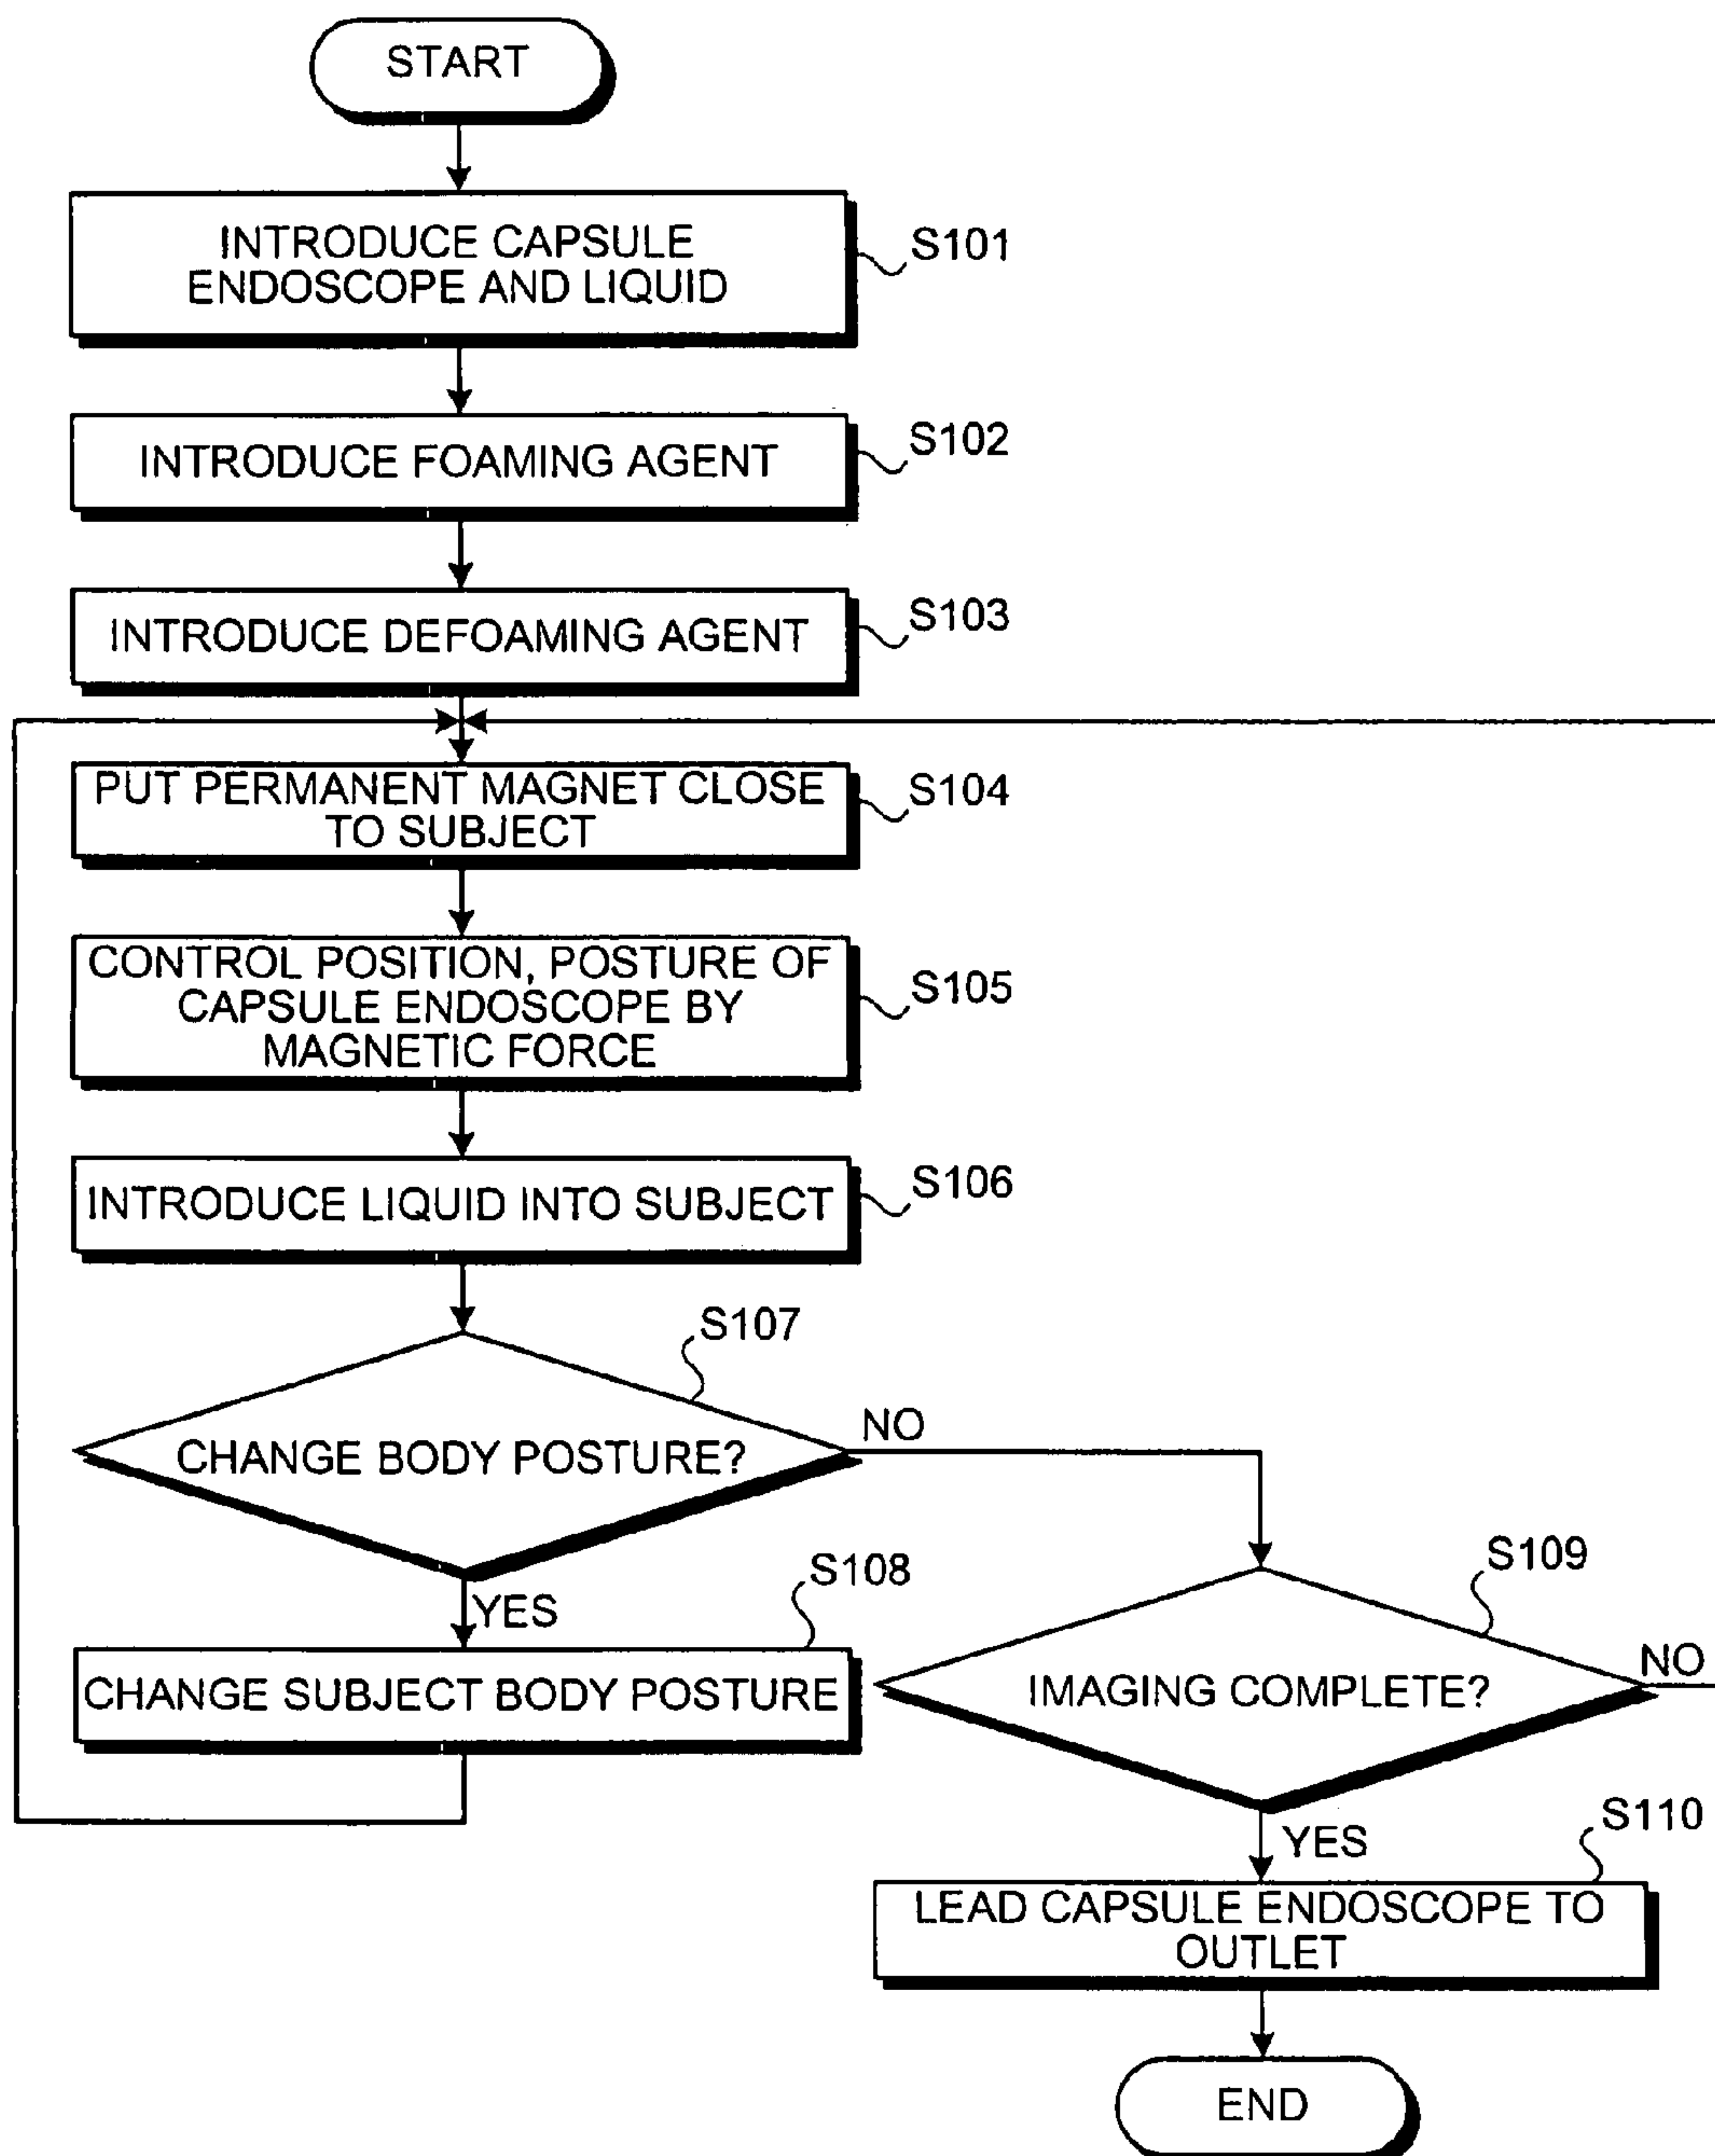 START
INTRODUCE CAPSULE
ENDOSCOPE AND LIQUID
S101
INTRODUCE FOAMING AGENT
S102
INTRODUCE DEFOAMING AGENT
S103
PUT PERMANENT MAGNET CLOSE
TO SUBJECT
S104
CONTROL POSITION, POSTURE OF
CAPSULE ENDOSCOPE BY
MAGNETIC FORCE
S105
INTRODUCE LIQUID INTO SUBJECT
S106
S107
CHANGE BODY POSTURE?
NO
YES
S108
CHANGE SUBJECT BODY POSTURE
S109
IMAGING COMPLETE?
NO
YES
S110
LEAD CAPSULE ENDOSCOPE TO
OUTLET
END